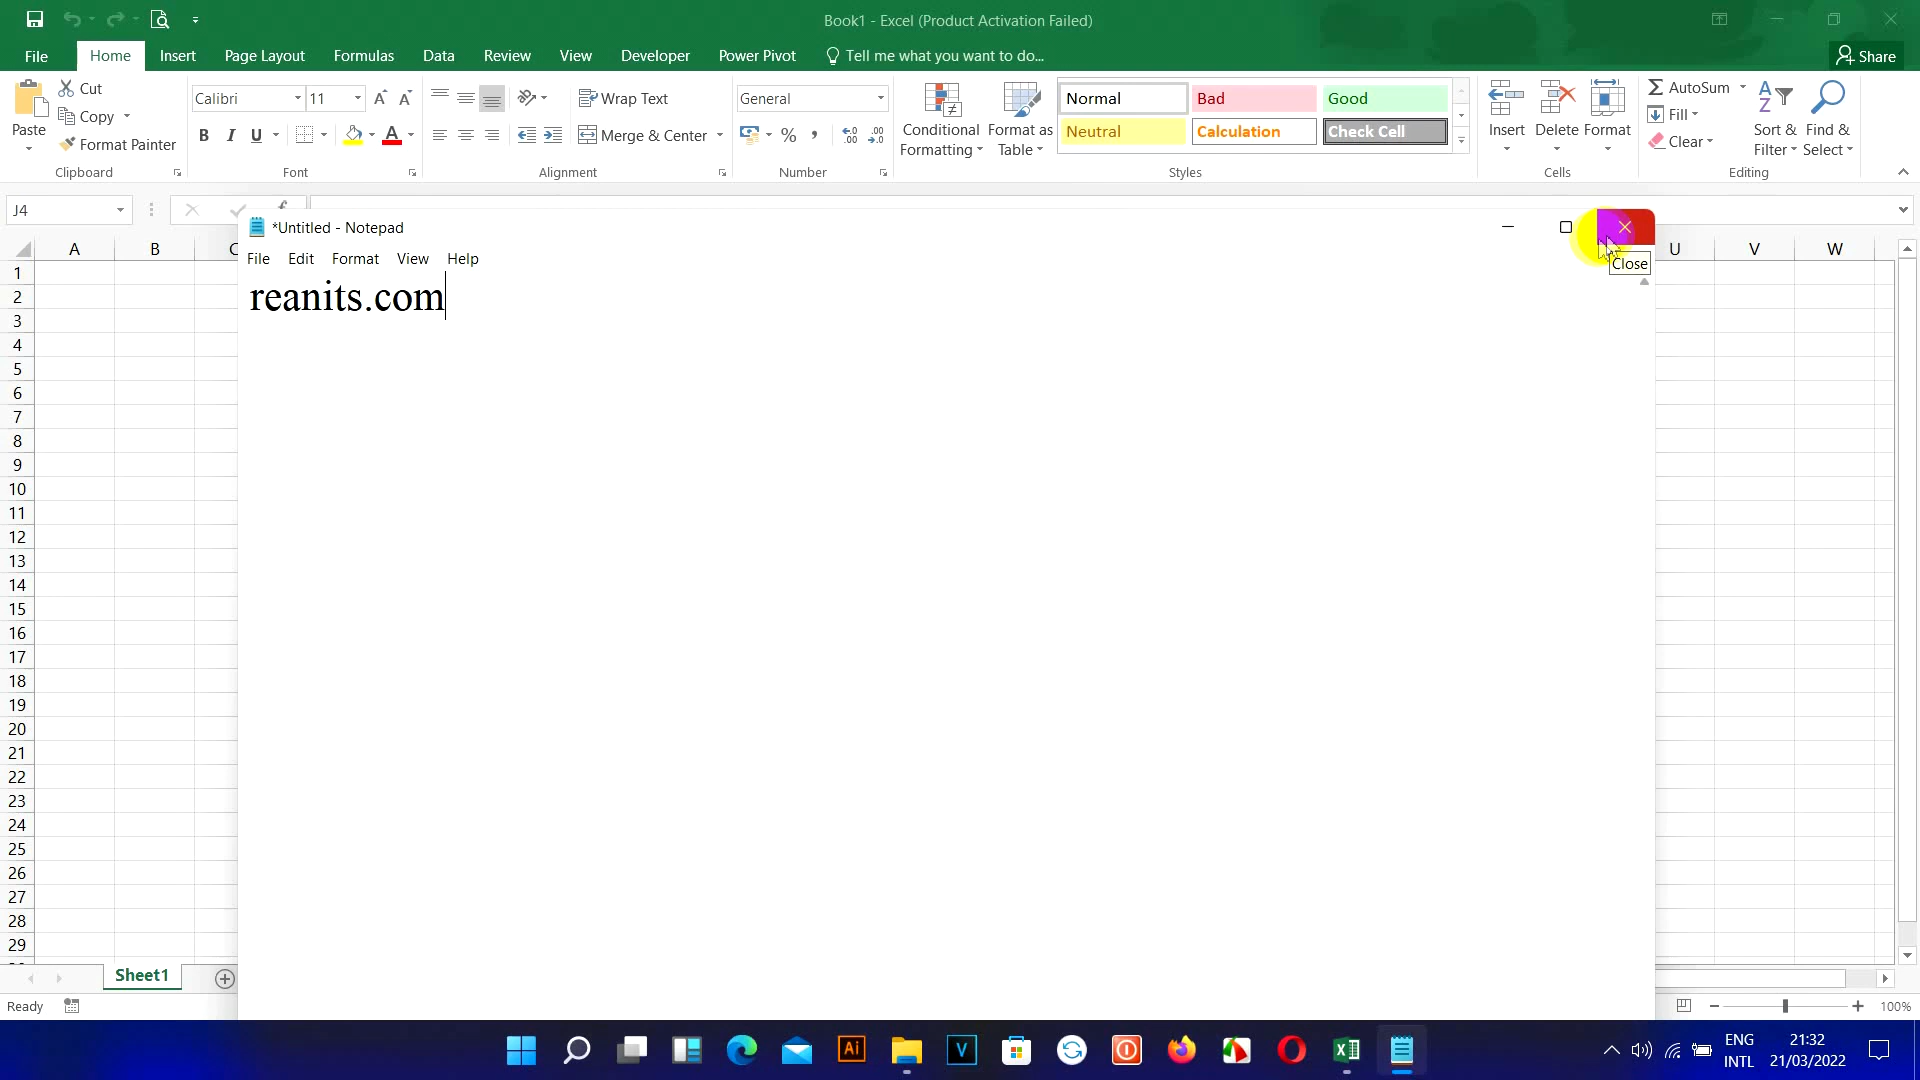 Book1 - Excel (Product Activation Failed)
File Home Insert Page Layout Formulas Data Review View Developer Power Pivot Tell me what you want to do... Share
Paste
Cut
Copy
Format Painter
Clipboard
Calibri 11
B I U A
Font
Wrap Text
Merge & Center
Alignment
General
% ,
Number
Conditional Formatting
Format as Table
Normal Bad Good
Neutral Calculation Check Cell
Styles
Insert Delete Format
Cells
AutoSum
Fill
Clear
Sort & Filter
Find & Select
Editing
J4
*Untitled - Notepad
Close
File Edit Format View Help
reanits.com
A B C U V W
1
2
3
4
5
6
7
8
9
10
11
12
13
14
15
16
17
18
19
20
21
22
23
24
25
26
27
28
29
Sheet1
Ready 100%
Ai V
ENG
INTL
21:32
21/03/2022